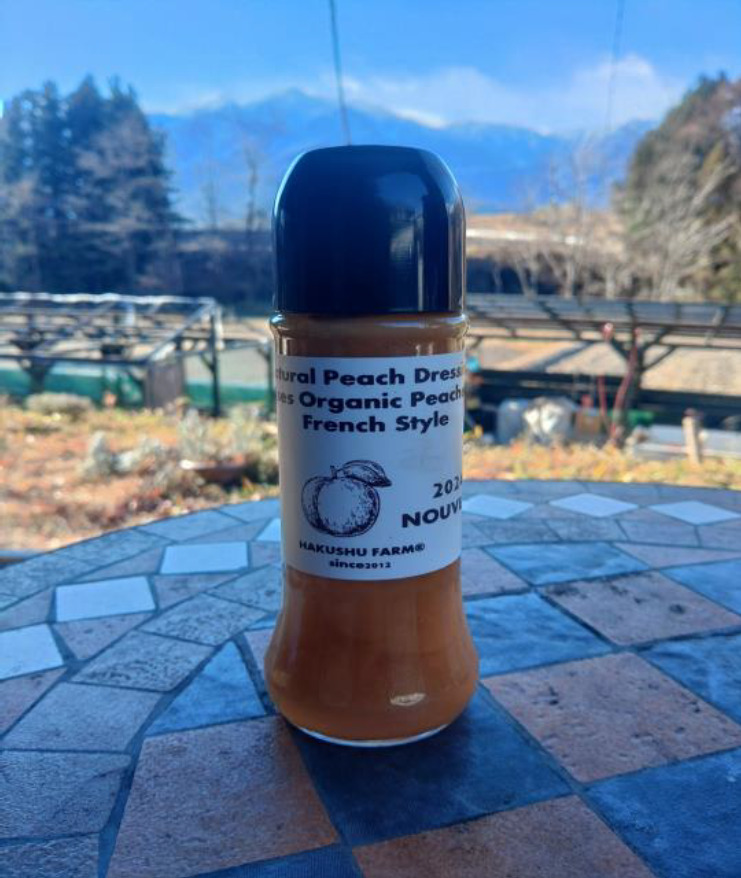 tural Peach Dress
es Organic Peach
French Style
202
NOUV
HAKUSHU FARM®
since2012